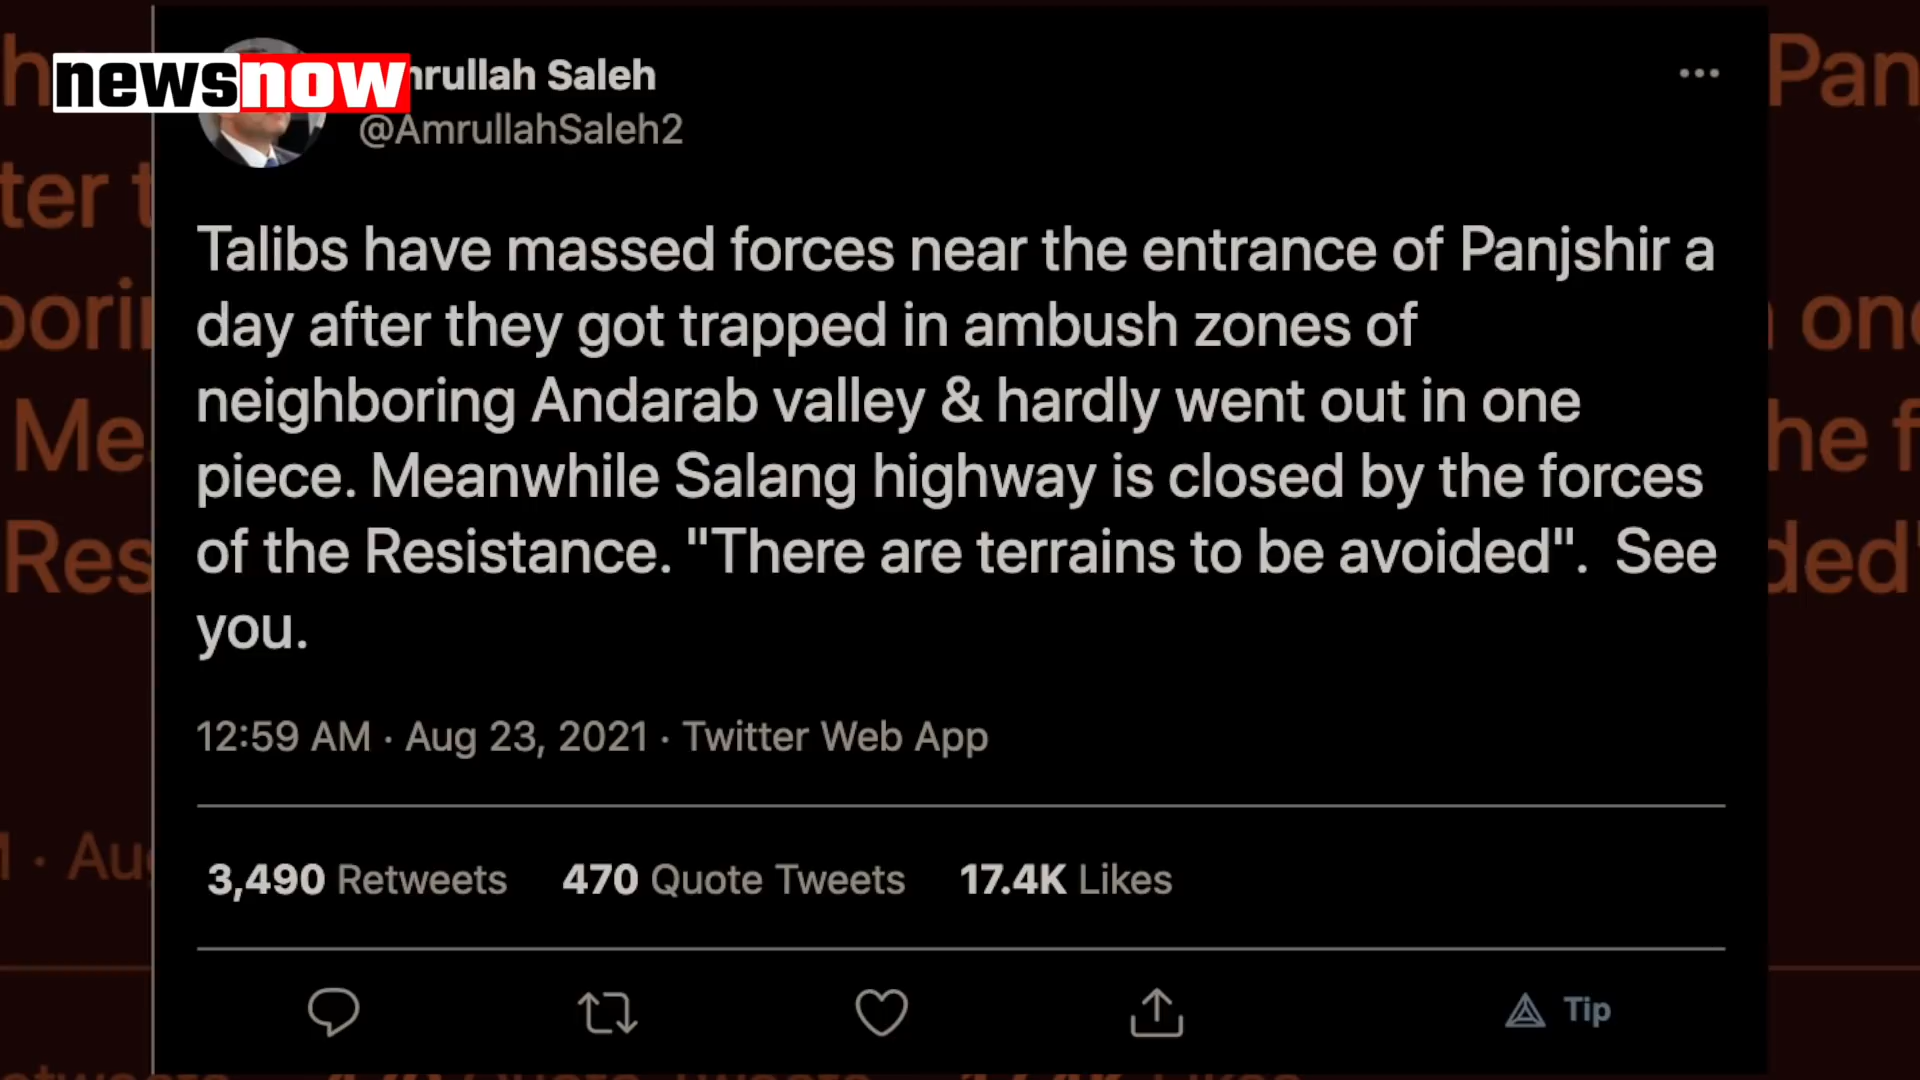 newsnow
mrullah Saleh
@AmrullahSaleh2
Talibs have massed forces near the entrance of Panjshir a
day after they got trapped in ambush zones of
neighboring Andarab valley & hardly went out in one
piece. Meanwhile Salang highway is closed by the forces
of the Resistance. "There are terrains to be avoided". See
you.
12:59 AM · Aug 23, 2021 · Twitter Web App
3,490 Retweets 470 Quote Tweets 17.4K Likes
Tip